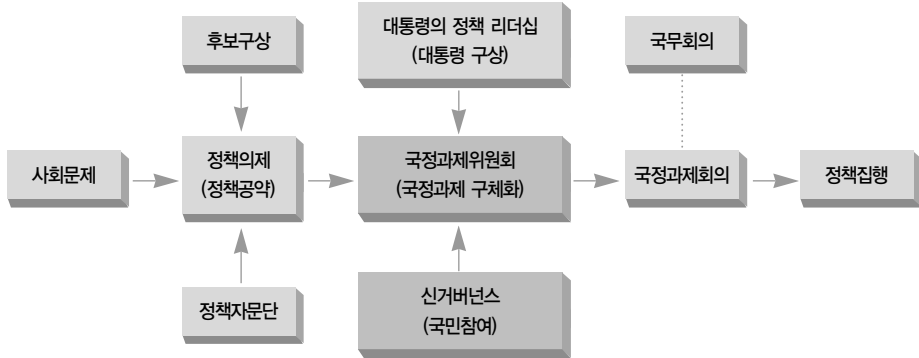 후보구상
대통령의 정책 리더십
(대통령 구상)
국무회의
사회문제
정책의제
(정책공약)
국정과제위원회
(국정과제 구체화)
국정과제회의
정책집행
정책자문단
신거버넌스
(국민참여)